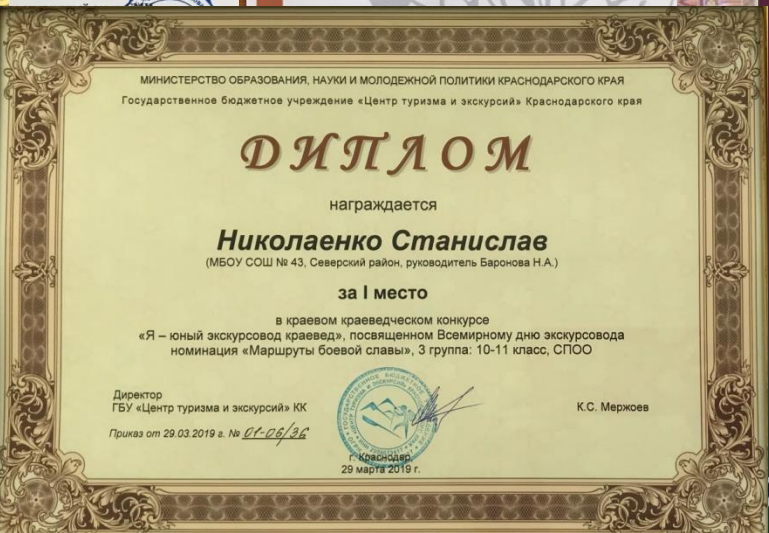 МИНИСТЕРСТВО ОБРАЗОВАНИЯ, НАУКИ И МОЛОДЕЖНОЙ ПОЛИТИКИ КРАСНОДАРСКОГО КРАЯ
Государственное бюджетное учреждение «Центр туризма и экскурсий» Краснодарского края
ДИПЛОМ
награждается
Николаенко Станислав
(МБОУ СОШ № 43, Северский район, руководитель Баронова Н.А.)
за I место
в краевом краеведческом конкурсе
«Я – юный экскурсовод краевед», посвященном Всемирному дню экскурсовода
номинация «Маршруты боевой славы», 3 группа: 10-11 класс, СПОО
Директор
ГБУ «Центр туризма и экскурсий» КК
К.С. Мержоев
Приказ от 29.03.2019 г. № 01-06/36
г. Краснодар,
29 марта 2019 г.